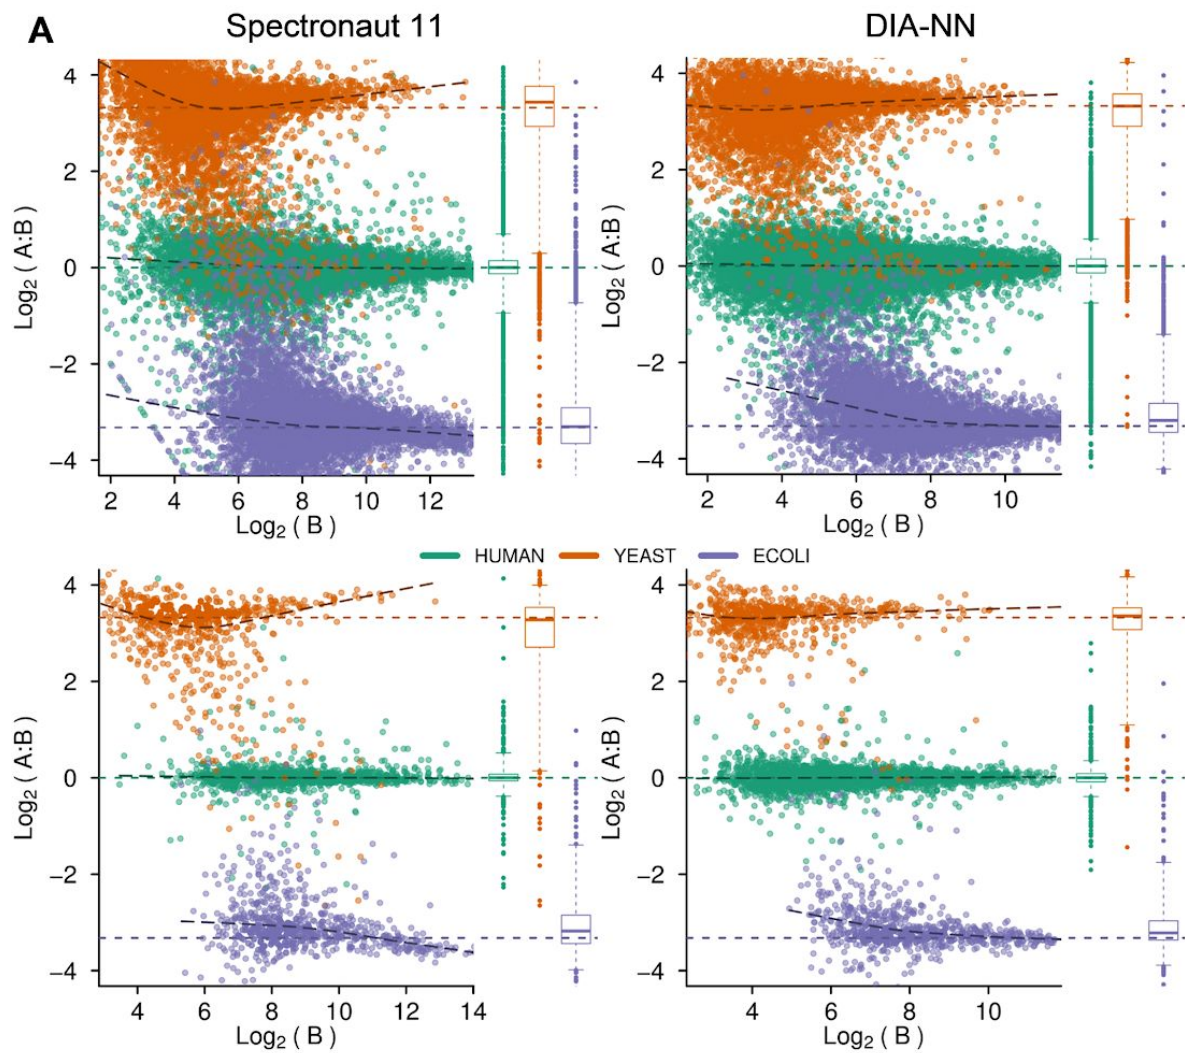 A
Spectronaut 11
DIA-NN
Log2 ( A:B )
4
2
0
−2
−4
2 4 6 8 10 12
Log2 ( B )
Log2 ( A:B )
4
2
0
−2
−4
2 4 6 8 10
Log2 ( B )
HUMAN YEAST ECOLI
Log2 ( A:B )
4
2
0
−2
−4
4 6 8 10 12 14
Log2 ( B )
Log2 ( A:B )
4
2
0
−2
−4
4 6 8 10
Log2 ( B )